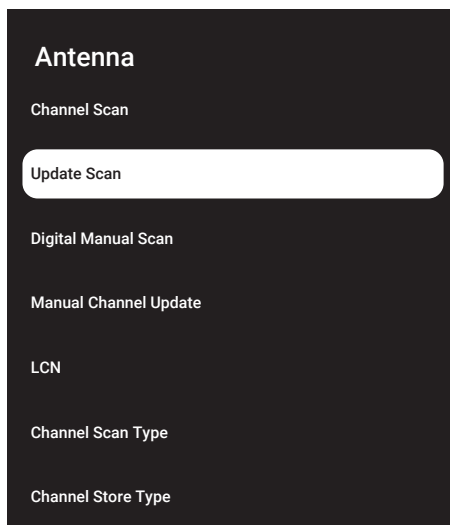 Antenna
Channel Scan
Update Scan
Digital Manual Scan
Manual Channel Update
LCN
Channel Scan Type
Channel Store Type